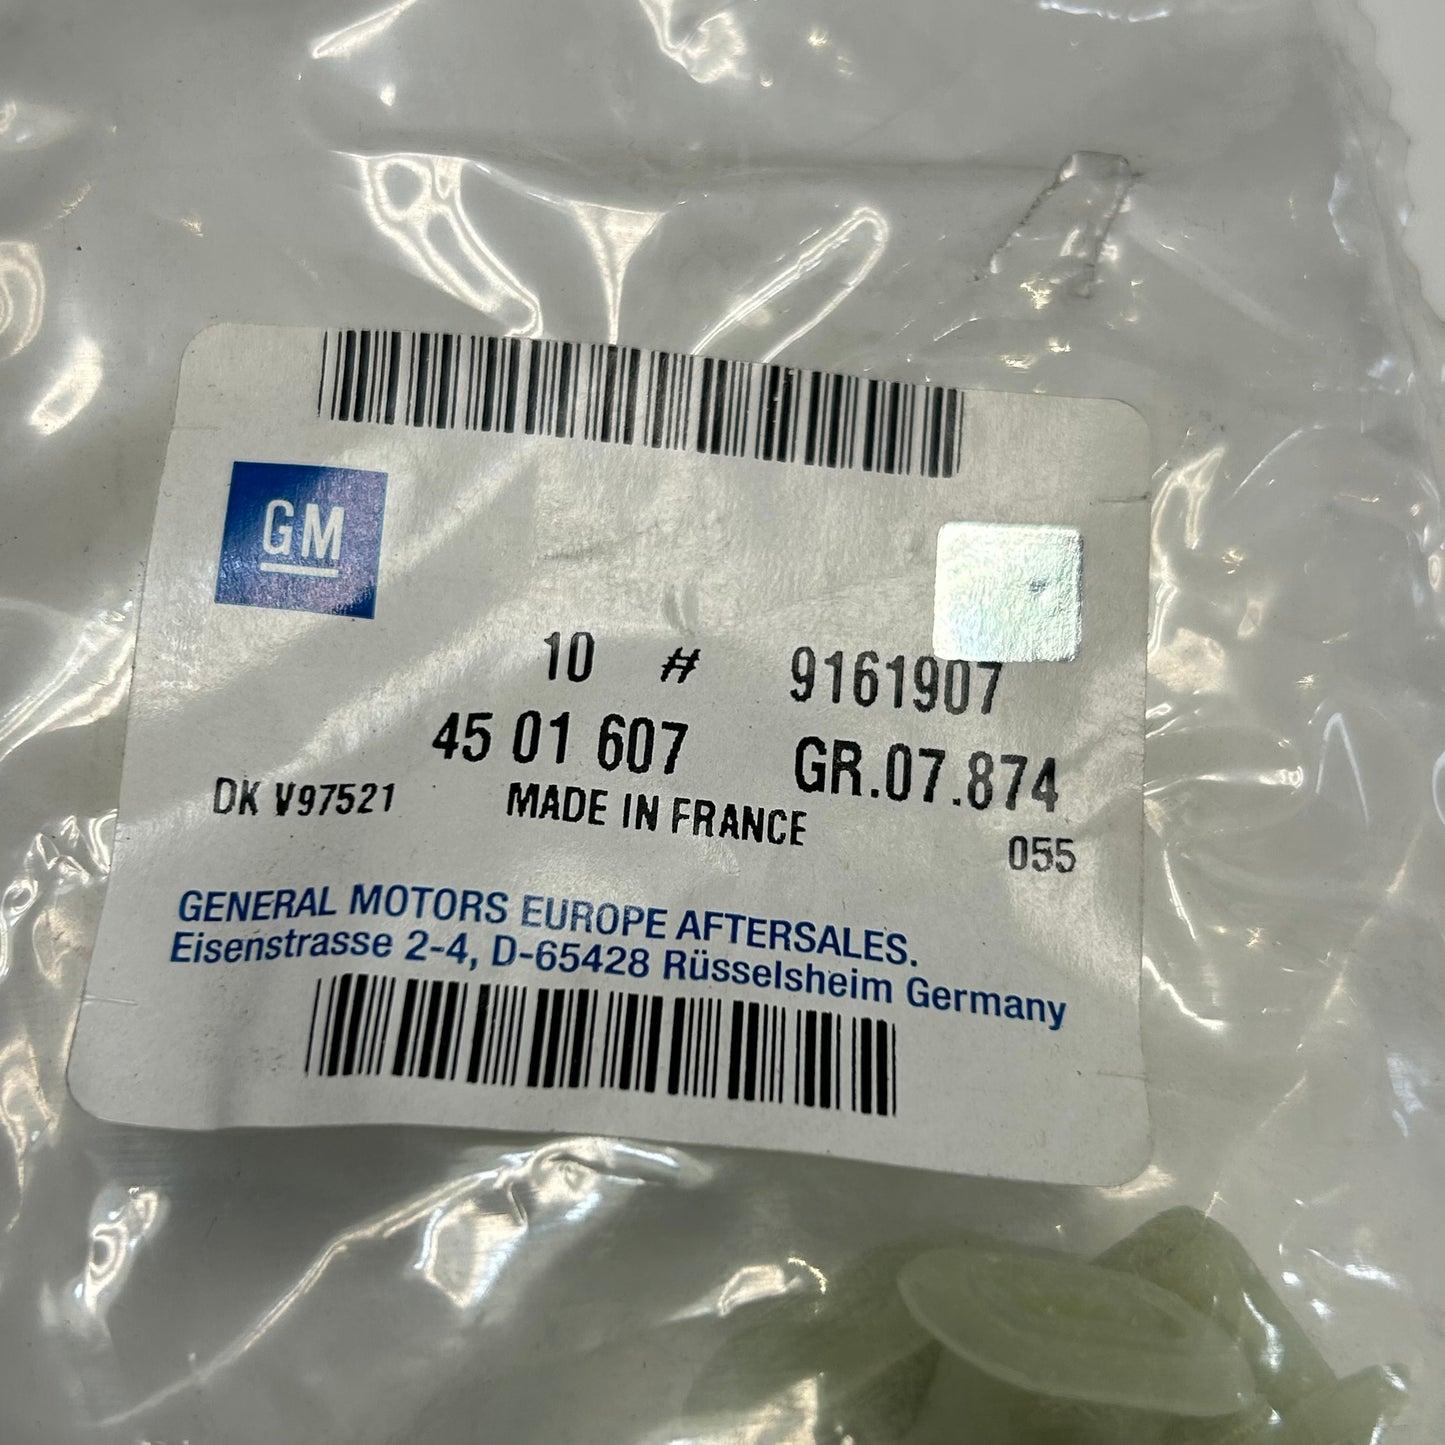 GM
10 # 9161907
45 01 607 GR.07.874
DK V97521 MADE IN FRANCE 055
GENERAL MOTORS EUROPE AFTERSALES.
Eisenstrasse 2-4, D-65428 Rüsselsheim Germany